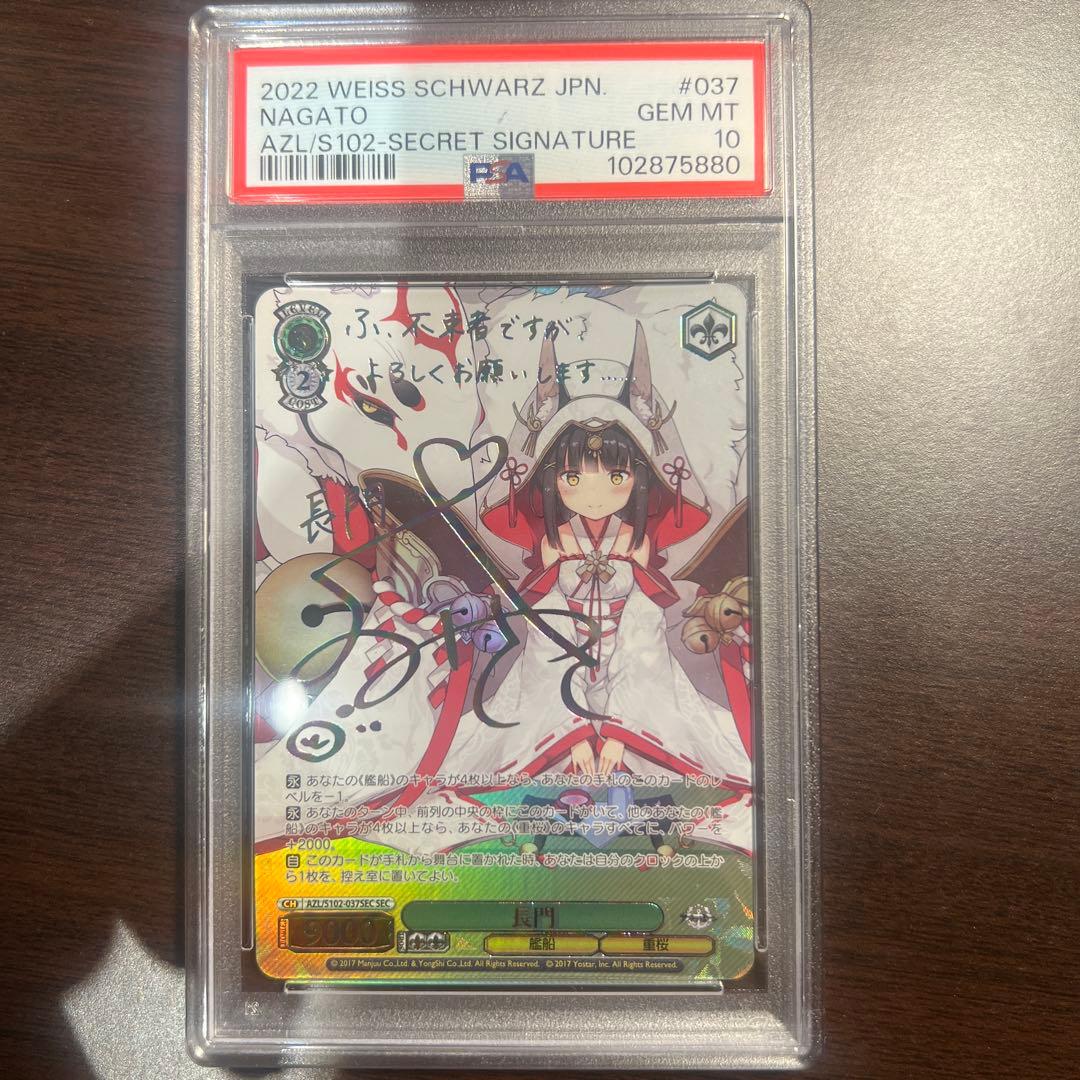 2022 WEISS SCHWARZ JPN. #037
NAGATO GEM MT
AZL/S102-SECRET SIGNATURE 10
PSA 102875880
LEVEL
3
2
COST
ふ、不束者ですが、
よろしくお願いします……
長門
永 あなたの《艦船》のキャラが4枚以上なら、あなたの手札のこのカードのレ
ベルを－1。
永 あなたのターン中、前列の中央の枠にこのカードがいて、他のあなたの《艦
船》のキャラが4枚以上なら、あなたの《重桜》のキャラすべてに、パワーを
＋2000。
自 このカードが手札から舞台に置かれた時、あなたは自分のクロックの上か
ら1枚を、控え室に置いてよい。
CH AZL/S102-037SEC SEC
長門
POWER 9000 SOUL 艦船 重桜
© 2017 Manjuu Co.,Ltd. & YongShi Co.,Ltd. All Rights Reserved. © 2017 Yostar, Inc. All Rights Reserved.